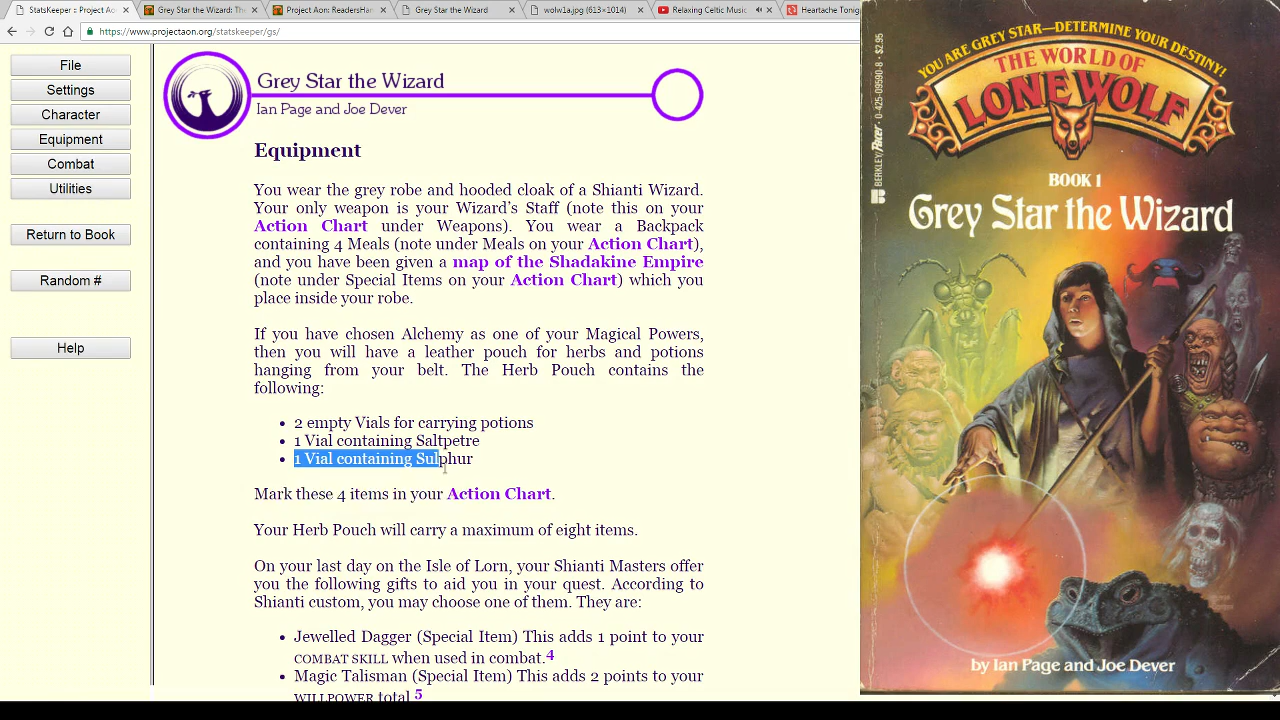 StatsKeeper :: Project Ao
Grey Star the Wizard: The
Project Aon: ReadersHan
Grey Star the Wizard
wolw1a.jpg (613×1014)
Relaxing Celtic Music
Heartache Tonig
https://www.projectaon.org/statskeeper/gs/
File
Settings
Character
Equipment
Combat
Utilities
Return to Book
Random #
Help
Grey Star the Wizard
Ian Page and Joe Dever
Equipment
You wear the grey robe and hooded cloak of a Shianti Wizard.
Your only weapon is your Wizard’s Staff (note this on your
Action Chart under Weapons). You wear a Backpack
containing 4 Meals (note under Meals on your Action Chart),
and you have been given a map of the Shadakine Empire
(note under Special Items on your Action Chart) which you
place inside your robe.
If you have chosen Alchemy as one of your Magical Powers,
then you will have a leather pouch for herbs and potions
hanging from your belt. The Herb Pouch contains the
following:
• 2 empty Vials for carrying potions
• 1 Vial containing Saltpetre
• 1 Vial containing Sulphur
Mark these 4 items in your Action Chart.
Your Herb Pouch will carry a maximum of eight items.
On your last day on the Isle of Lorn, your Shianti Masters offer
you the following gifts to aid you in your quest. According to
Shianti custom, you may choose one of them. They are:
• Jewelled Dagger (Special Item) This adds 1 point to your
COMBAT SKILL when used in combat.4
• Magic Talisman (Special Item) This adds 2 points to your
WILLPOWER total.5
YOU ARE GREY STAR—DETERMINE YOUR DESTINY!
THE WORLD OF
LONE WOLF
BOOK 1
Grey Star the Wizard
BERKLEY/Pacer • 0-425-09590-8 • $2.95
by Ian Page and Joe Dever